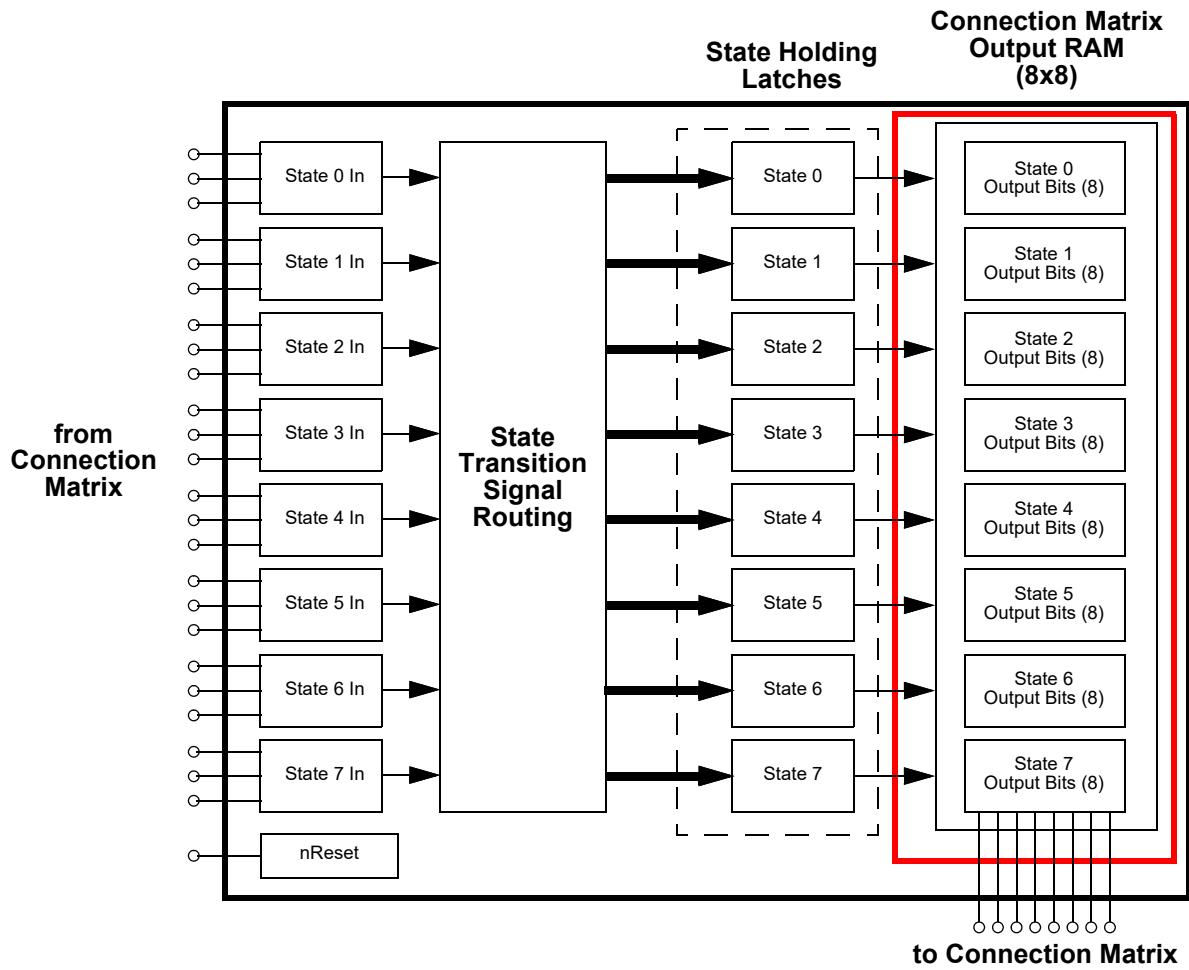 Connection Matrix
Output RAM
(8x8)
State Holding
Latches
from
Connection
Matrix
State 0 In
State 1 In
State 2 In
State 3 In
State 4 In
State 5 In
State 6 In
State 7 In
nReset
State
Transition
Signal
Routing
State 0
State 1
State 2
State 3
State 4
State 5
State 6
State 7
State 0
Output Bits (8)
State 1
Output Bits (8)
State 2
Output Bits (8)
State 3
Output Bits (8)
State 4
Output Bits (8)
State 5
Output Bits (8)
State 6
Output Bits (8)
State 7
Output Bits (8)
to Connection Matrix